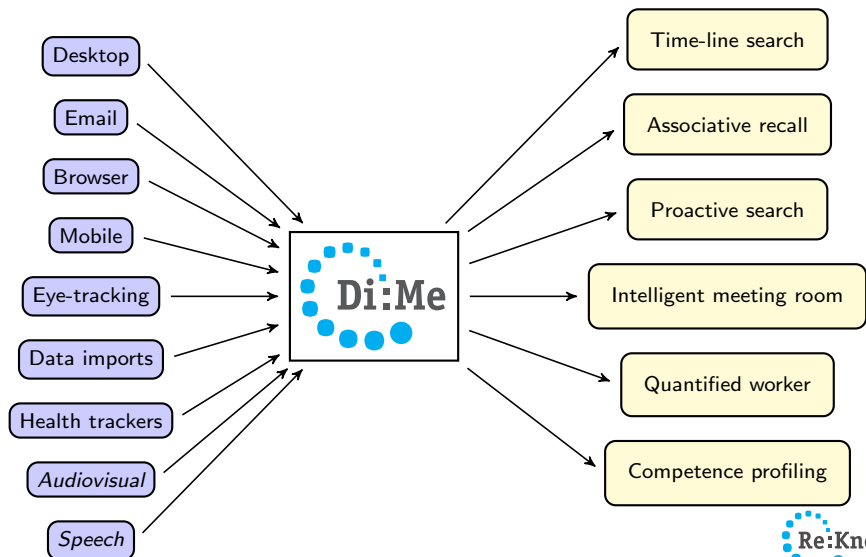 Desktop
Email
Browser
Mobile
Eye-tracking
Data imports
Health trackers
Audiovisual
Speech
Di:Me
Time-line search
Associative recall
Proactive search
Intelligent meeting room
Quantified worker
Competence profiling
Re:Kno